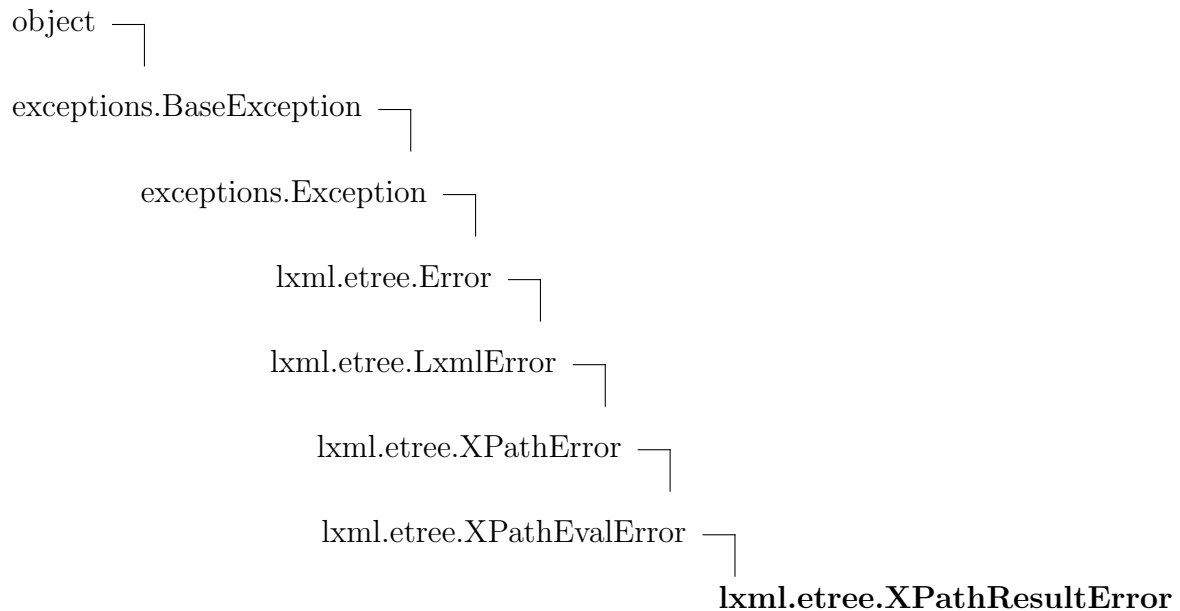 object
exceptions.BaseException
exceptions.Exception
lxml.etree.Error
lxml.etree.LxmlError
lxml.etree.XPathError
lxml.etree.XPathEvalError
lxml.etree.XPathResultError